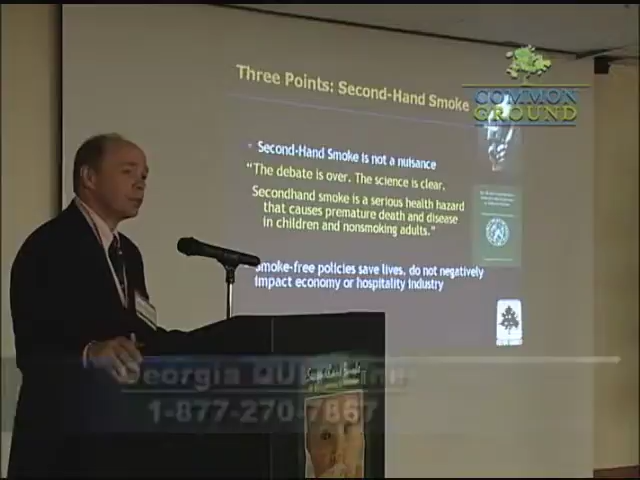 Three Points: Second-Hand Smoke
COMMON
GROUND
Second-Hand Smoke is not a nuisance
"The debate is over. The science is clear.
Secondhand smoke is a serious health hazard
that causes premature death and disease
in children and nonsmoking adults."
Smoke-free policies save lives, do not negatively
impact economy or hospitality industry
Georgia
1-877-270-7867